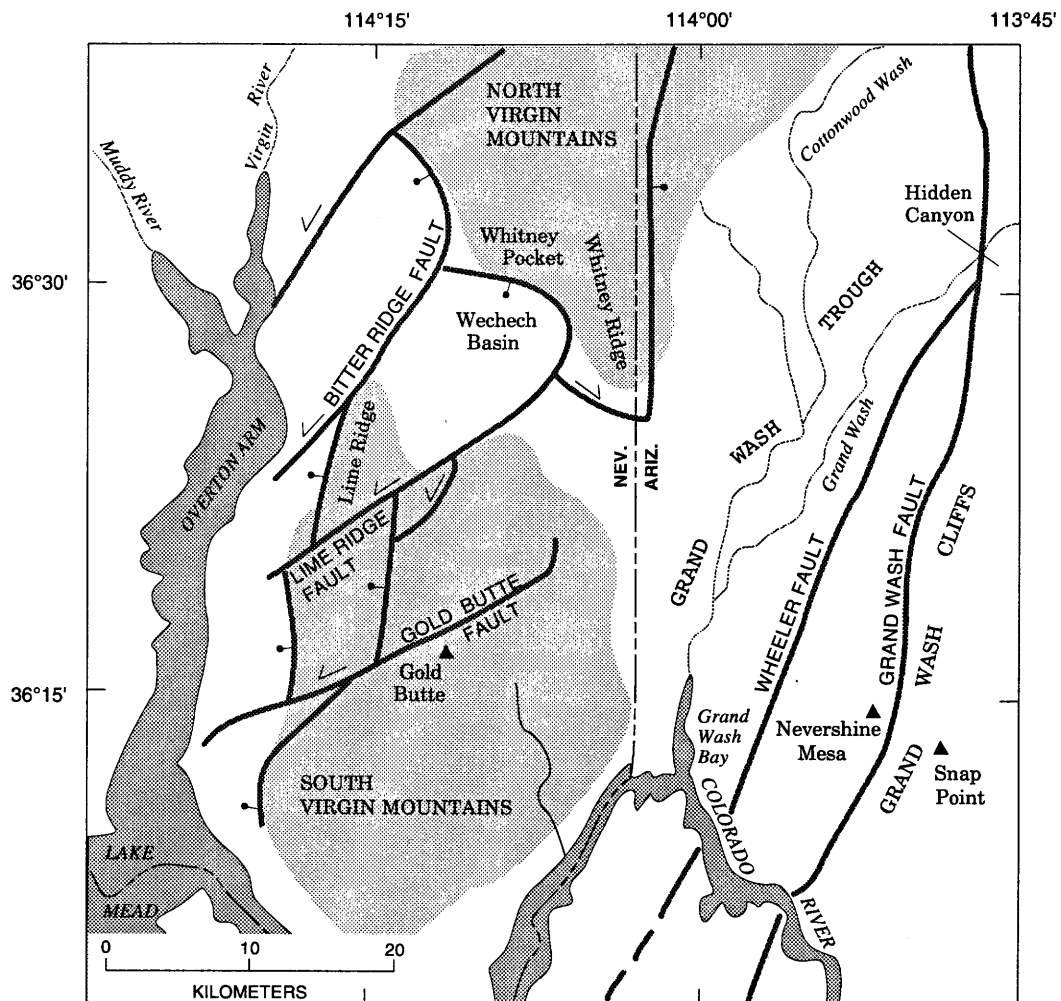 114°15'
114°00'
113°45'
36°30'
36°15'
Muddy River
Virgin River
NORTH
VIRGIN
MOUNTAINS
Cottonwood Wash
Hidden
Canyon
BITTER RIDGE FAULT
Whitney
Pocket
Whitney Ridge
Wechech
Basin
GRAND WASH TROUGH
Grand Wash
OVERTON ARM
Lime Ridge
NEV.
ARIZ.
LIME RIDGE
FAULT
GOLD BUTTE
FAULT
Gold
Butte
WHEELER FAULT
GRAND WASH FAULT
GRAND WASH CLIFFS
Grand
Wash
Bay
Nevershine
Mesa
Snap
Point
SOUTH
VIRGIN MOUNTAINS
COLORADO RIVER
LAKE
MEAD
0
10
20
KILOMETERS